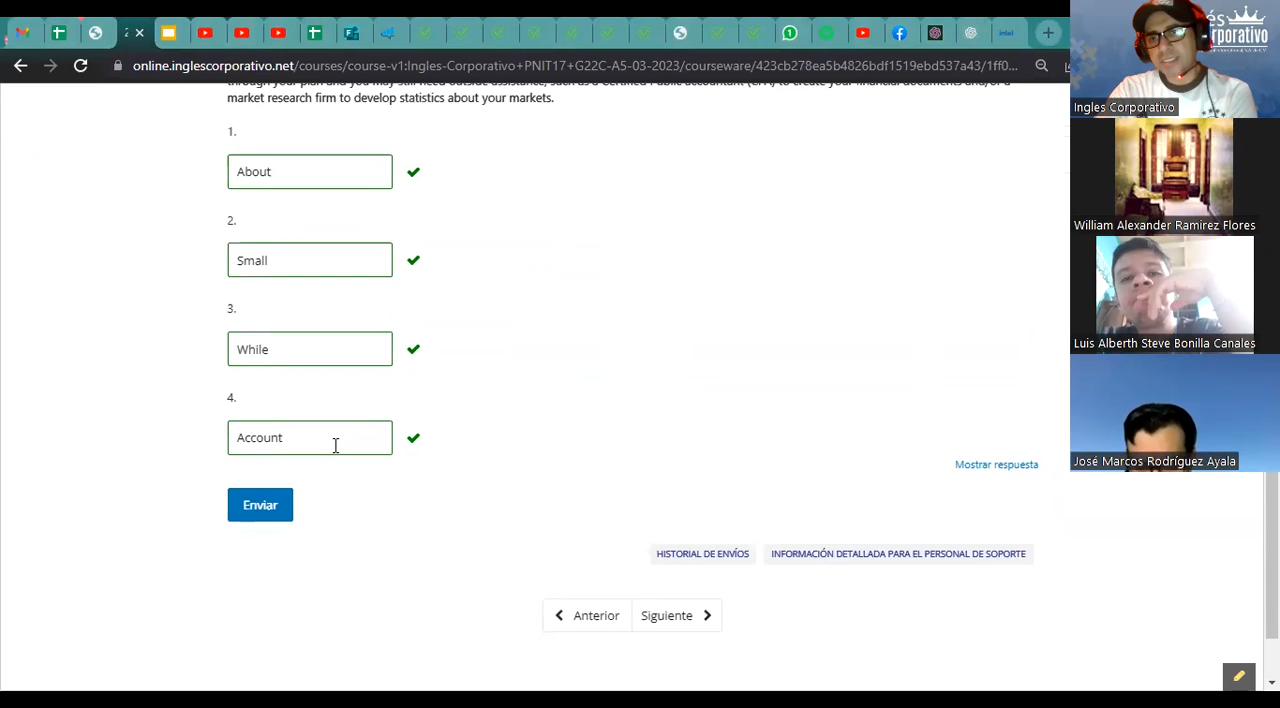 és
Corporativo
online.inglescorporativo.net/courses/course-v1:Ingles-Corporativo+PNIT17+G22C-A5-03-2023/courseware/423cb278ea5b4826bdf1519ebd537a43/1ff0...
market research firm to develop statistics about your markets.
Ingles Corporativo
1.
About
2.
Small
William Alexander Ramirez Flores
3.
While
Luis Alberth Steve Bonilla Canales
4.
Account
José Marcos Rodríguez Ayala
Mostrar respuesta
Enviar
HISTORIAL DE ENVÍOS
INFORMACIÓN DETALLADA PARA EL PERSONAL DE SOPORTE
Anterior
Siguiente